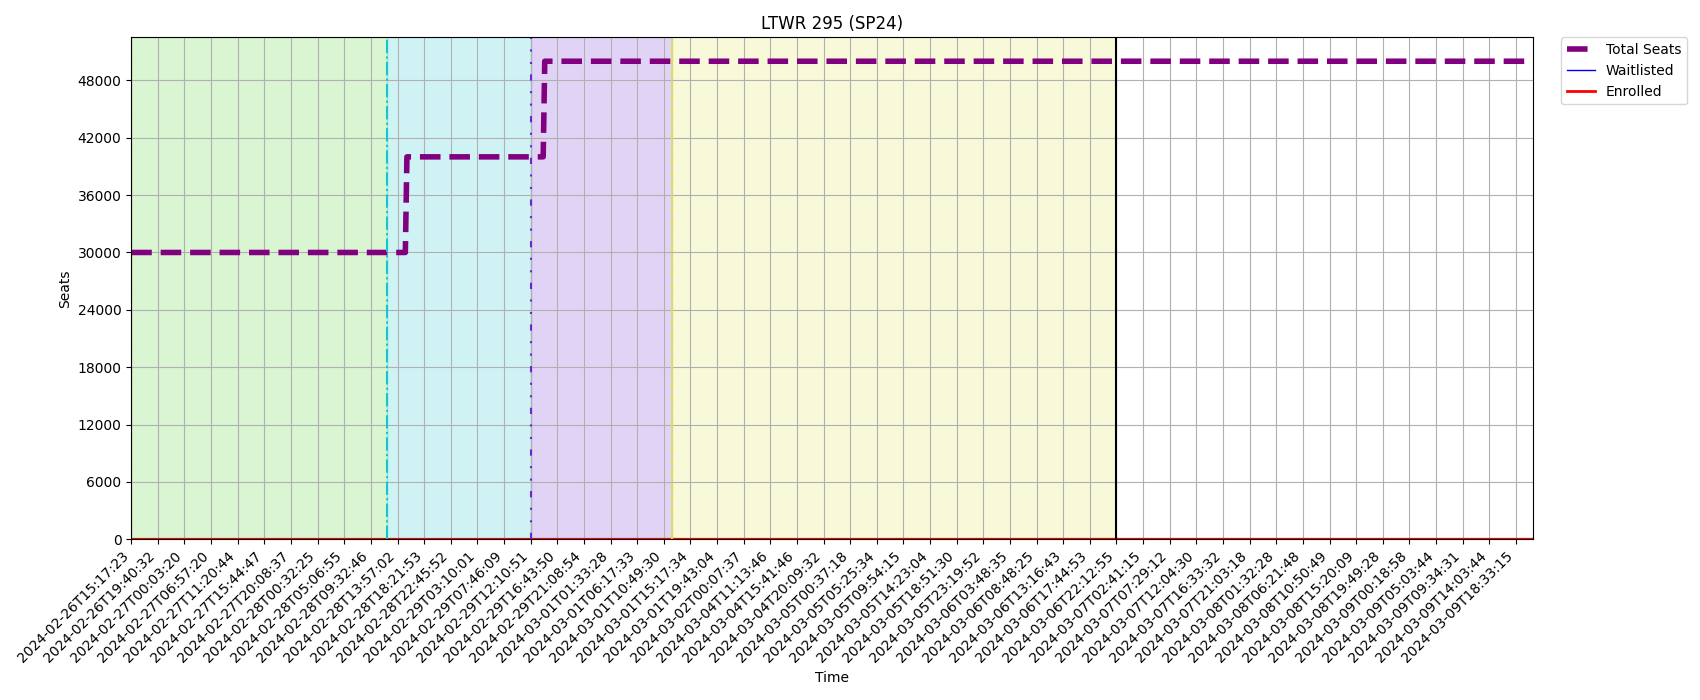 LTWR 295 (SP24)
Total Seats
Waitlisted
Enrolled
Seats
48000
42000
36000
30000
24000
18000
12000
6000
0
2024-02-26T15:17:23
2024-02-26T19:40:32
2024-02-27T00:03:20
2024-02-27T06:57:20
2024-02-27T11:20:44
2024-02-27T15:44:47
2024-02-27T20:08:37
2024-02-28T00:32:25
2024-02-28T05:06:55
2024-02-28T09:32:46
2024-02-28T13:57:02
2024-02-28T18:21:53
2024-02-28T22:45:52
2024-02-29T03:10:01
2024-02-29T07:46:09
2024-02-29T12:10:51
2024-02-29T16:43:50
2024-02-29T21:08:54
2024-03-01T01:33:28
2024-03-01T06:17:33
2024-03-01T10:49:30
2024-03-01T15:17:34
2024-03-01T19:43:04
2024-03-02T00:07:37
2024-03-04T11:13:46
2024-03-04T15:41:46
2024-03-04T20:09:32
2024-03-05T00:37:18
2024-03-05T05:25:34
2024-03-05T09:54:15
2024-03-05T14:23:04
2024-03-05T18:51:30
2024-03-05T23:19:52
2024-03-06T03:48:35
2024-03-06T08:48:25
2024-03-06T13:16:43
2024-03-06T17:44:53
2024-03-06T22:12:55
2024-03-07T02:41:15
2024-03-07T07:29:12
2024-03-07T12:04:30
2024-03-07T16:33:32
2024-03-07T21:03:18
2024-03-08T01:32:28
2024-03-08T06:21:48
2024-03-08T10:50:49
2024-03-08T15:20:09
2024-03-08T19:49:28
2024-03-09T00:18:58
2024-03-09T05:03:44
2024-03-09T09:34:31
2024-03-09T14:03:44
2024-03-09T18:33:15
Time